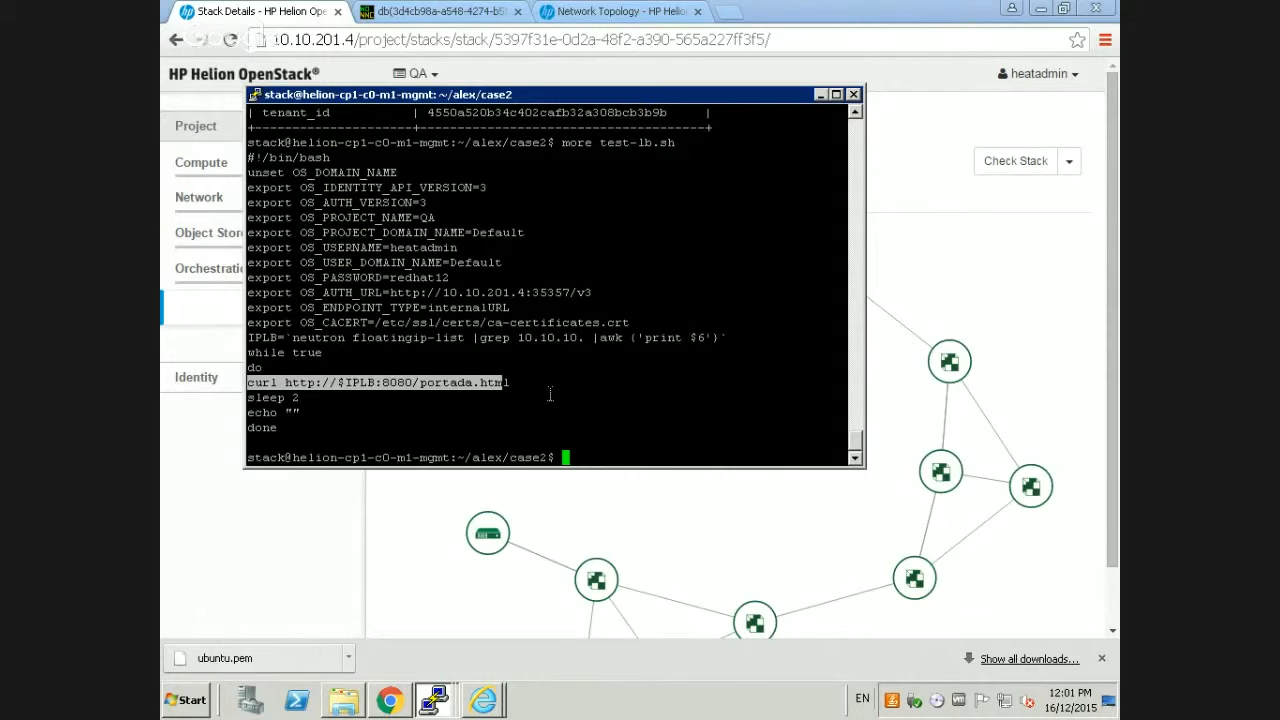 Stack Details - HP Helion Ope
db(3d4cb98a-a548-4274-b5
Network Topology - HP Helio
10.10.201.4/project/stacks/stack/5397f31e-0d2a-48f2-a390-565a227ff3f5/
HP Helion OpenStack®
QA
heatadmin
Project
Compute
Network
Object Stor
Orchestrati
Identity
Check Stack
stack@helion-cp1-c0-m1-mgmt: ~/alex/case2
| tenant_id | 4550a520b34c402cafb32a308bcb3b9b |
+----------------------+---------------------------------------+
stack@helion-cp1-c0-m1-mgmt:~/alex/case2$ more test-lb.sh
#!/bin/bash
unset OS_DOMAIN_NAME
export OS_IDENTITY_API_VERSION=3
export OS_AUTH_VERSION=3
export OS_PROJECT_NAME=QA
export OS_PROJECT_DOMAIN_NAME=Default
export OS_USERNAME=heatadmin
export OS_USER_DOMAIN_NAME=Default
export OS_PASSWORD=redhat12
export OS_AUTH_URL=http://10.10.201.4:35357/v3
export OS_ENDPOINT_TYPE=internalURL
export OS_CACERT=/etc/ssl/certs/ca-certificates.crt
IPLB=`neutron floatingip-list |grep 10.10.10. |awk {'print $6'}`
while true
do
curl http://$IPLB:8080/portada.html
sleep 2
echo ""
done
stack@helion-cp1-c0-m1-mgmt:~/alex/case2$
ubuntu.pem
Show all downloads...
Start
EN
12:01 PM
16/12/2015